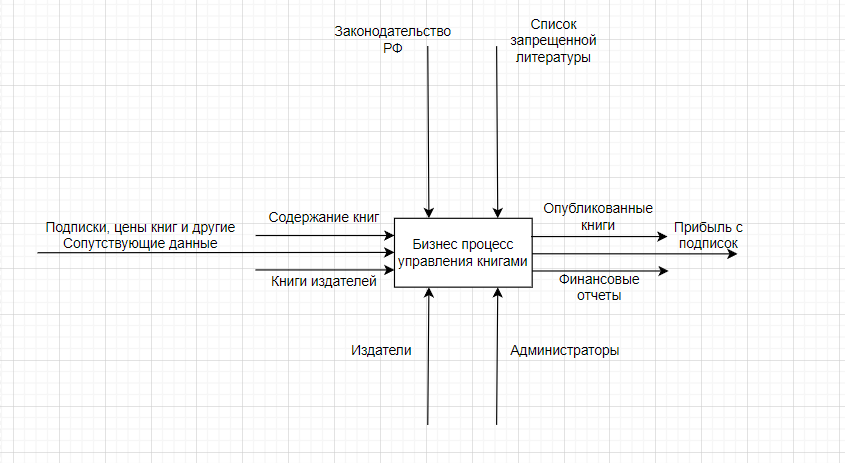 Законодательство
РФ
Список
запрещенной
литературы
Содержание книг
Подписки, цены книг и другие
Сопутствующие данные
Книги издателей
Бизнес процесс
управления книгами
Опубликованные
книги
Прибыль с
подписок
Финансовые
отчеты
Издатели
Администраторы